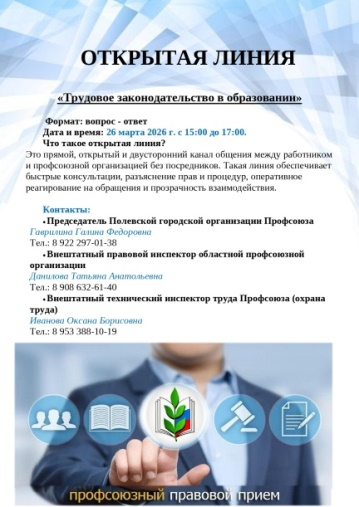 ОТКРЫТАЯ ЛИНИЯ
«Трудовое законодательство в образовании»
Формат: вопрос - ответ
Дата и время: 26 марта 2026 г. с 15:00 до 17:00.
Что такое открытая линия?
Это прямой, открытый и двусторонний канал общения между работником
и профсоюзной организацией без посредников. Такая линия обеспечивает
быстрые консультации, разъяснение прав и процедур, оперативное
реагирование на обращения и прозрачность взаимодействия.
Контакты:
•Председатель Полевской городской организации Профсоюза
Гаврилина Галина Федоровна
Тел.: 8 922 297-01-38
•Внештатный правовой инспектор областной профсоюзной
организации
Данилова Татьяна Анатольевна
Тел.: 8 908 632-61-40
•Внештатный технический инспектор труда Профсоюза (охрана
труда)
Иванова Оксана Борисовна
Тел.: 8 953 388-10-19
профсоюзный правовой прием